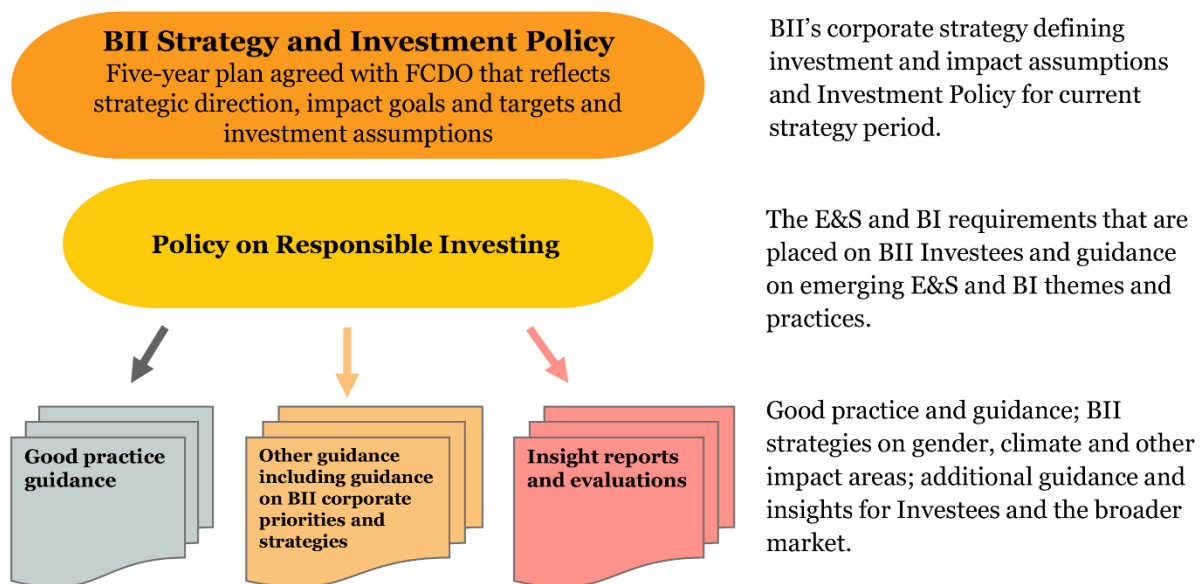 BII Strategy and Investment Policy
Five-year plan agreed with FCDO that reflects
strategic direction, impact goals and targets and
investment assumptions
BII’s corporate strategy defining
investment and impact assumptions
and Investment Policy for current
strategy period.
Policy on Responsible Investing
The E&S and BI requirements that are
placed on BII Investees and guidance
on emerging E&S and BI themes and
practices.
Good practice
guidance
Other guidance
including guidance
on BII corporate
priorities and
strategies
Insight reports
and evaluations
Good practice and guidance; BII
strategies on gender, climate and other
impact areas; additional guidance and
insights for Investees and the broader
market.